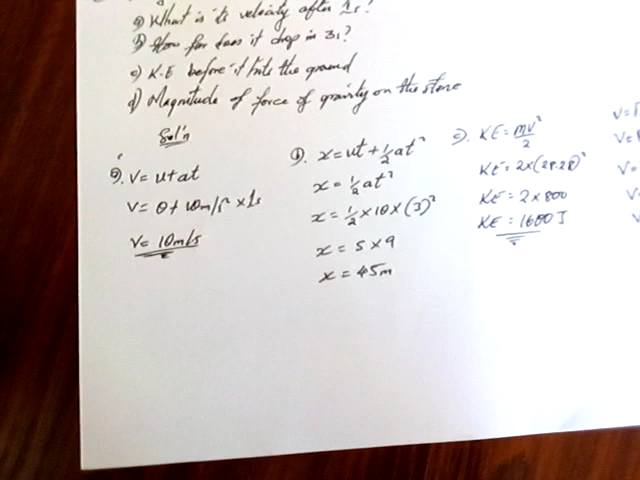 a) What is its velocity after 1s?
b) How far does it drop in 3s?
c) K.E before it hits the ground
d) Magnitude of force of gravity on the stone
Sol'n
a). V = u+at
V = 0 + 10m/s² × 1s
V = 10m/s
b). x = ut + ½at²
x = ½at²
x = ½ × 10 × (3)²
x = 5 × 9
x = 45m
c). KE = mv²/2
KE = 2×(28.28)²
KE = 2 × 800
KE = 1600J
V =
V =
V =
V
V